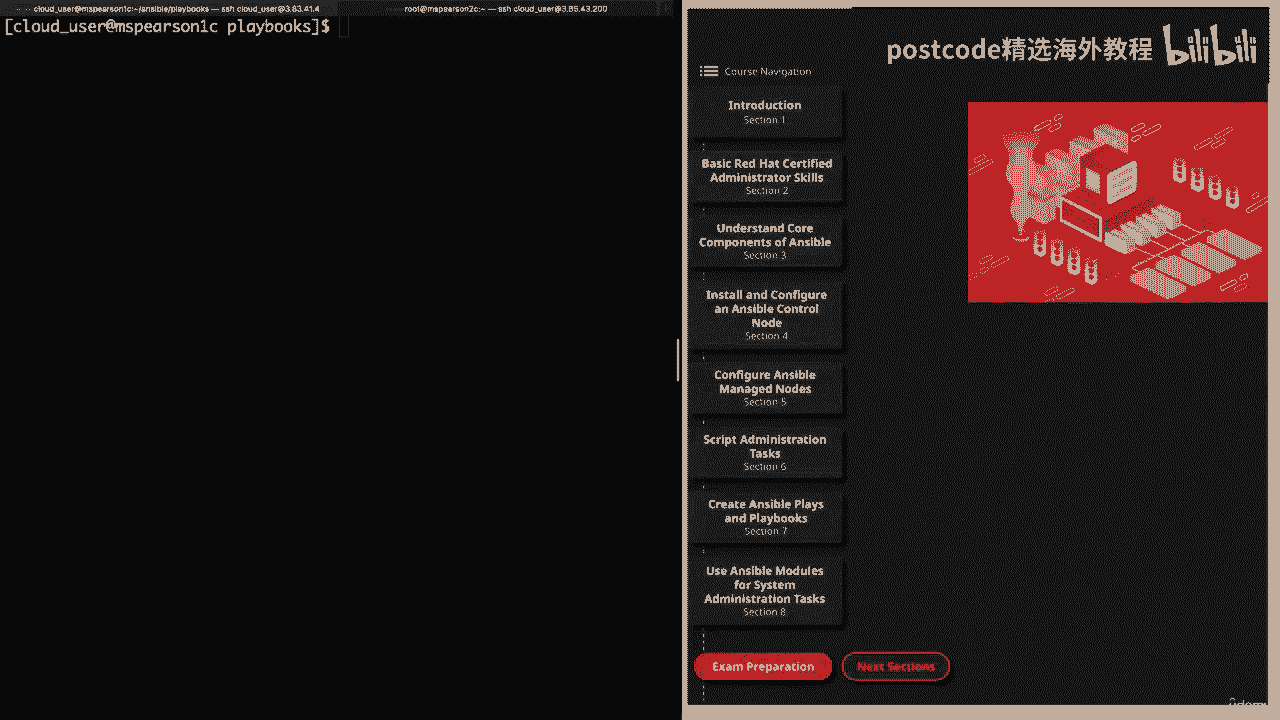 cloud_user@mspearson1c:~/ansible/playbooks — ssh cloud_user@3.83.41.4
root@mspearson2c:~ — ssh cloud_user@3.85.43.200
[cloud_user@mspearson1c playbooks]$
postcode精选海外教程
bilibili
Course Navigation
Introduction
Section 1
Basic Red Hat Certified
Administrator Skills
Section 2
Understand Core
Components of Ansible
Section 3
Install and Configure
an Ansible Control
Node
Section 4
Configure Ansible
Managed Nodes
Section 5
Script Administration
Tasks
Section 6
Create Ansible Plays
and Playbooks
Section 7
Use Ansible Modules
for System
Administration Tasks
Section 8
Exam Preparation
Next Sections